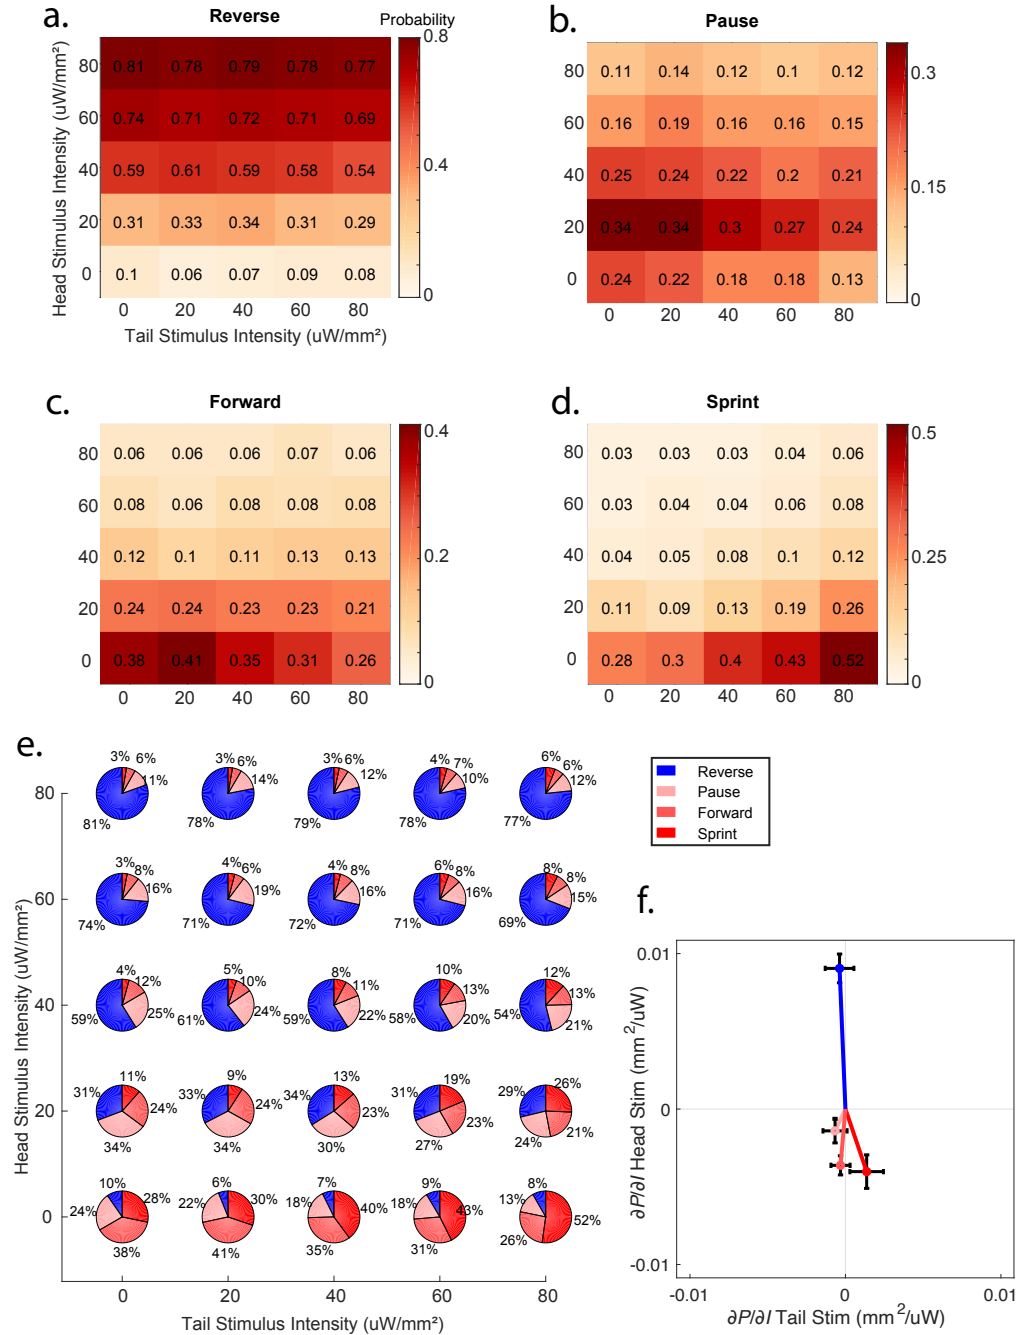 a.
Reverse
Probability
Head Stimulus Intensity (uW/mm²)
80 0.81 0.78 0.79 0.78 0.77 0.8
60 0.74 0.71 0.72 0.71 0.69
40 0.59 0.61 0.59 0.58 0.54 0.4
20 0.31 0.33 0.34 0.31 0.29
0 0.1 0.06 0.07 0.09 0.08 0
0 20 40 60 80
Tail Stimulus Intensity (uW/mm²)
b.
Pause
80 0.11 0.14 0.12 0.1 0.12 0.3
60 0.16 0.19 0.16 0.16 0.15
40 0.25 0.24 0.22 0.2 0.21 0.15
20 0.34 0.34 0.3 0.27 0.24
0 0.24 0.22 0.18 0.18 0.13 0
0 20 40 60 80
c.
Forward
80 0.06 0.06 0.06 0.07 0.06 0.4
60 0.08 0.06 0.08 0.08 0.08
40 0.12 0.1 0.11 0.13 0.13 0.2
20 0.24 0.24 0.23 0.23 0.21
0 0.38 0.41 0.35 0.31 0.26 0
0 20 40 60 80
d.
Sprint
80 0.03 0.03 0.03 0.04 0.06 0.5
60 0.03 0.04 0.04 0.06 0.08
40 0.04 0.05 0.08 0.1 0.12 0.25
20 0.11 0.09 0.13 0.19 0.26
0 0.28 0.3 0.4 0.43 0.52 0
0 20 40 60 80
e.
Head Stimulus Intensity (uW/mm²)
80
3% 6% 11% 81%
3% 6% 14% 78%
3% 6% 12% 79%
4% 7% 10% 78%
6% 6% 12% 77%
60
3% 8% 16% 74%
4% 6% 19% 71%
4% 8% 16% 72%
6% 8% 16% 71%
8% 8% 15% 69%
40
4% 12% 25% 59%
5% 10% 24% 61%
8% 11% 22% 59%
10% 13% 20% 58%
12% 13% 21% 54%
20
31% 11% 24% 34%
33% 9% 24% 34%
34% 13% 23% 30%
31% 19% 23% 27%
29% 26% 21% 24%
0
10% 28% 24% 38%
6% 30% 22% 41%
7% 40% 18% 35%
9% 43% 18% 31%
8% 52% 13% 26%
0 20 40 60 80
Tail Stimulus Intensity (uW/mm²)
Reverse
Pause
Forward
Sprint
f.
∂P/∂I Head Stim (mm²/uW)
0.01
0
-0.01
-0.01 0 0.01
∂P/∂I Tail Stim (mm²/uW)